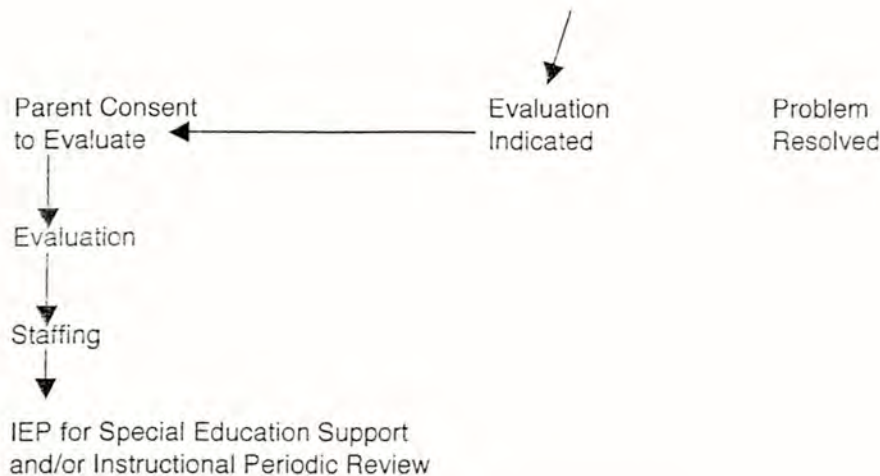 Parent Consent
to Evaluate
Evaluation
Indicated
Problem
Resolved
Evaluation
Staffing
IEP for Special Education Support
and/or Instructional Periodic Review